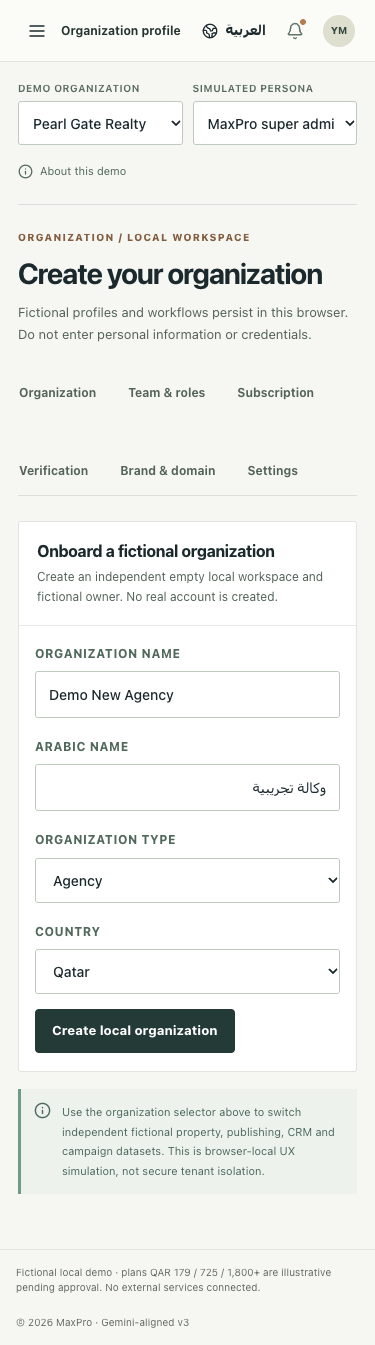 Organization profile العربية YM
DEMO ORGANIZATION SIMULATED PERSONA
Pearl Gate Realty MaxPro super admi
About this demo
ORGANIZATION / LOCAL WORKSPACE
Create your organization
Fictional profiles and workflows persist in this browser.
Do not enter personal information or credentials.
Organization Team & roles Subscription
Verification Brand & domain Settings
Onboard a fictional organization
Create an independent empty local workspace and
fictional owner. No real account is created.
ORGANIZATION NAME
Demo New Agency
ARABIC NAME
وكالة تجريبية
ORGANIZATION TYPE
Agency
COUNTRY
Qatar
Create local organization
Use the organization selector above to switch
independent fictional property, publishing, CRM and
campaign datasets. This is browser-local UX
simulation, not secure tenant isolation.
Fictional local demo · plans QAR 179 / 725 / 1,800+ are illustrative
pending approval. No external services connected.
© 2026 MaxPro · Gemini-aligned v3